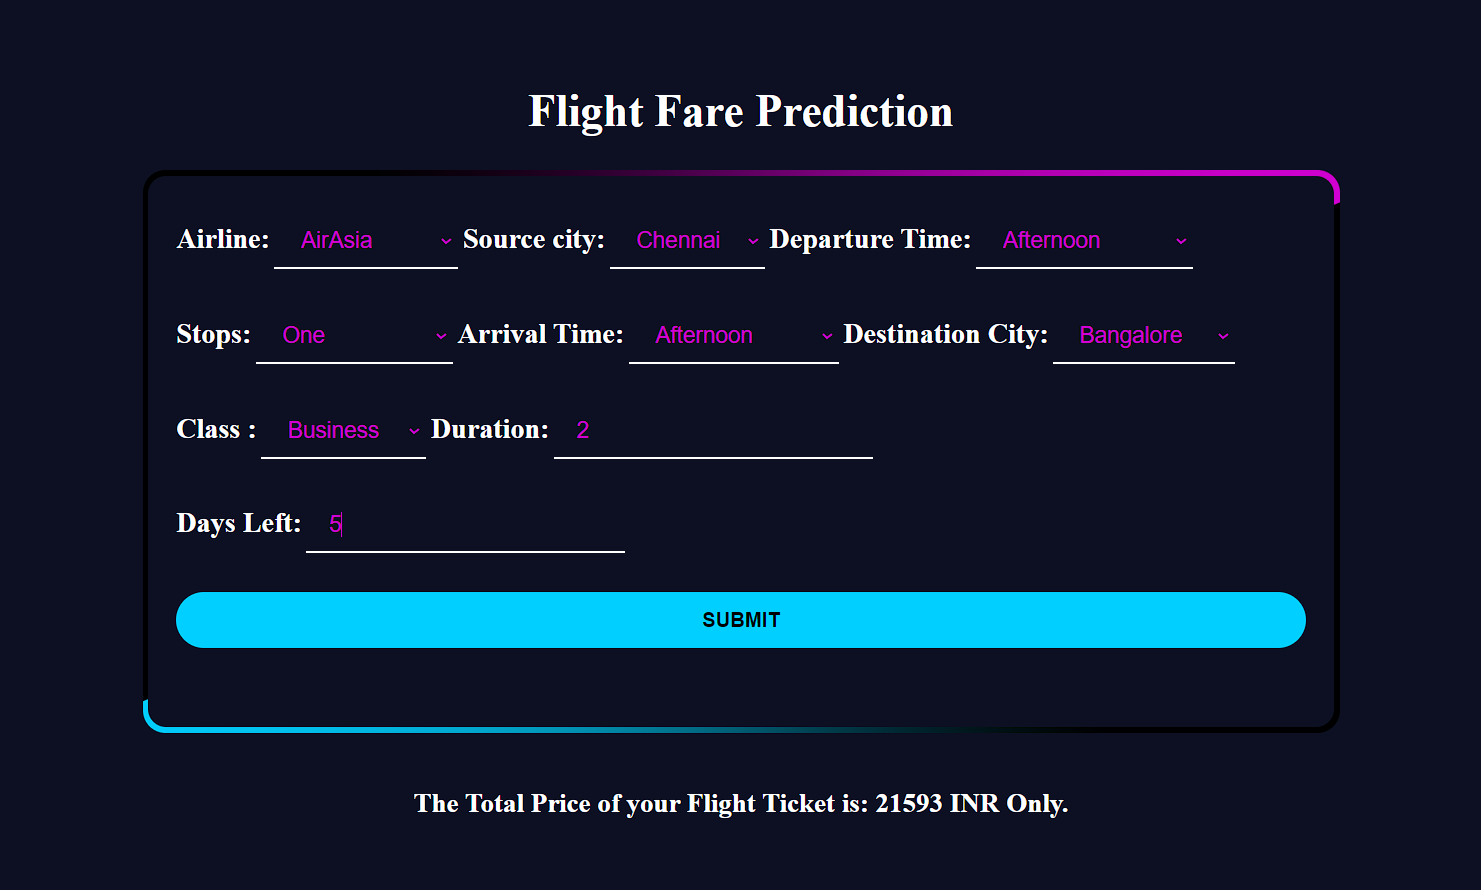 Flight Fare Prediction
Airline: AirAsia Source city: Chennai Departure Time: Afternoon
Stops: One Arrival Time: Afternoon Destination City: Bangalore
Class : Business Duration: 2
Days Left: 5
SUBMIT
The Total Price of your Flight Ticket is: 21593 INR Only.